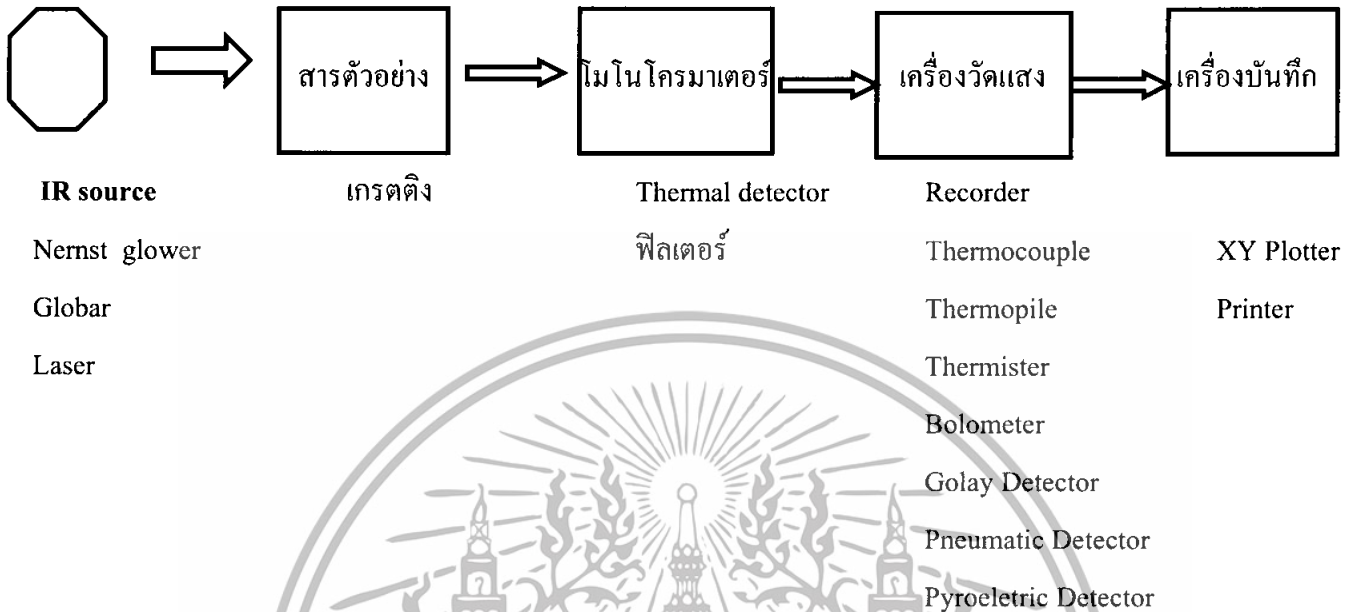 สารตัวอย่าง โมโนโครมาเตอร์ เครื่องวัดแสง เครื่องบันทึก
IR source เกรตติง Thermal detector Recorder
Nernst glower ฟิลเตอร์ Thermocouple XY Plotter
Globar Thermopile Printer
Laser Thermister
Bolometer
Golay Detector
Pneumatic Detector
Pyroeletric Detector